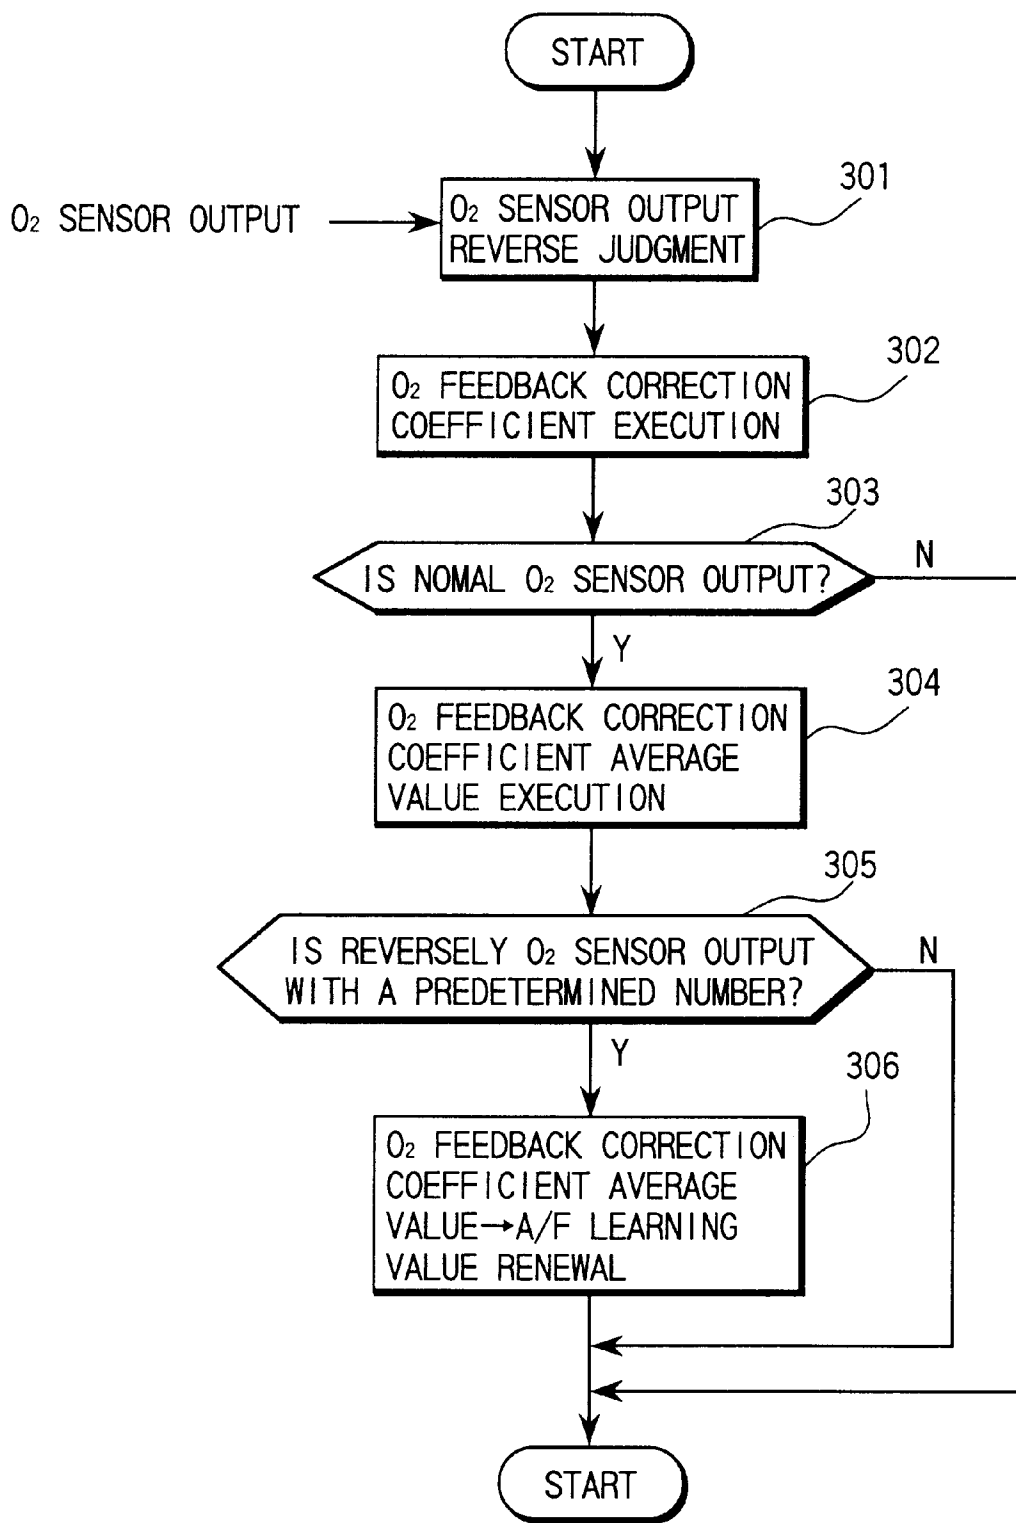 START
301
O2 SENSOR OUTPUT
O2 SENSOR OUTPUT
REVERSE JUDGMENT
302
O2 FEEDBACK CORRECTION
COEFFICIENT EXECUTION
303
IS NOMAL O2 SENSOR OUTPUT?
N
Y
304
O2 FEEDBACK CORRECTION
COEFFICIENT AVERAGE
VALUE EXECUTION
305
IS REVERSELY O2 SENSOR OUTPUT
WITH A PREDETERMINED NUMBER?
N
Y
306
O2 FEEDBACK CORRECTION
COEFFICIENT AVERAGE
VALUE→A/F LEARNING
VALUE RENEWAL
START